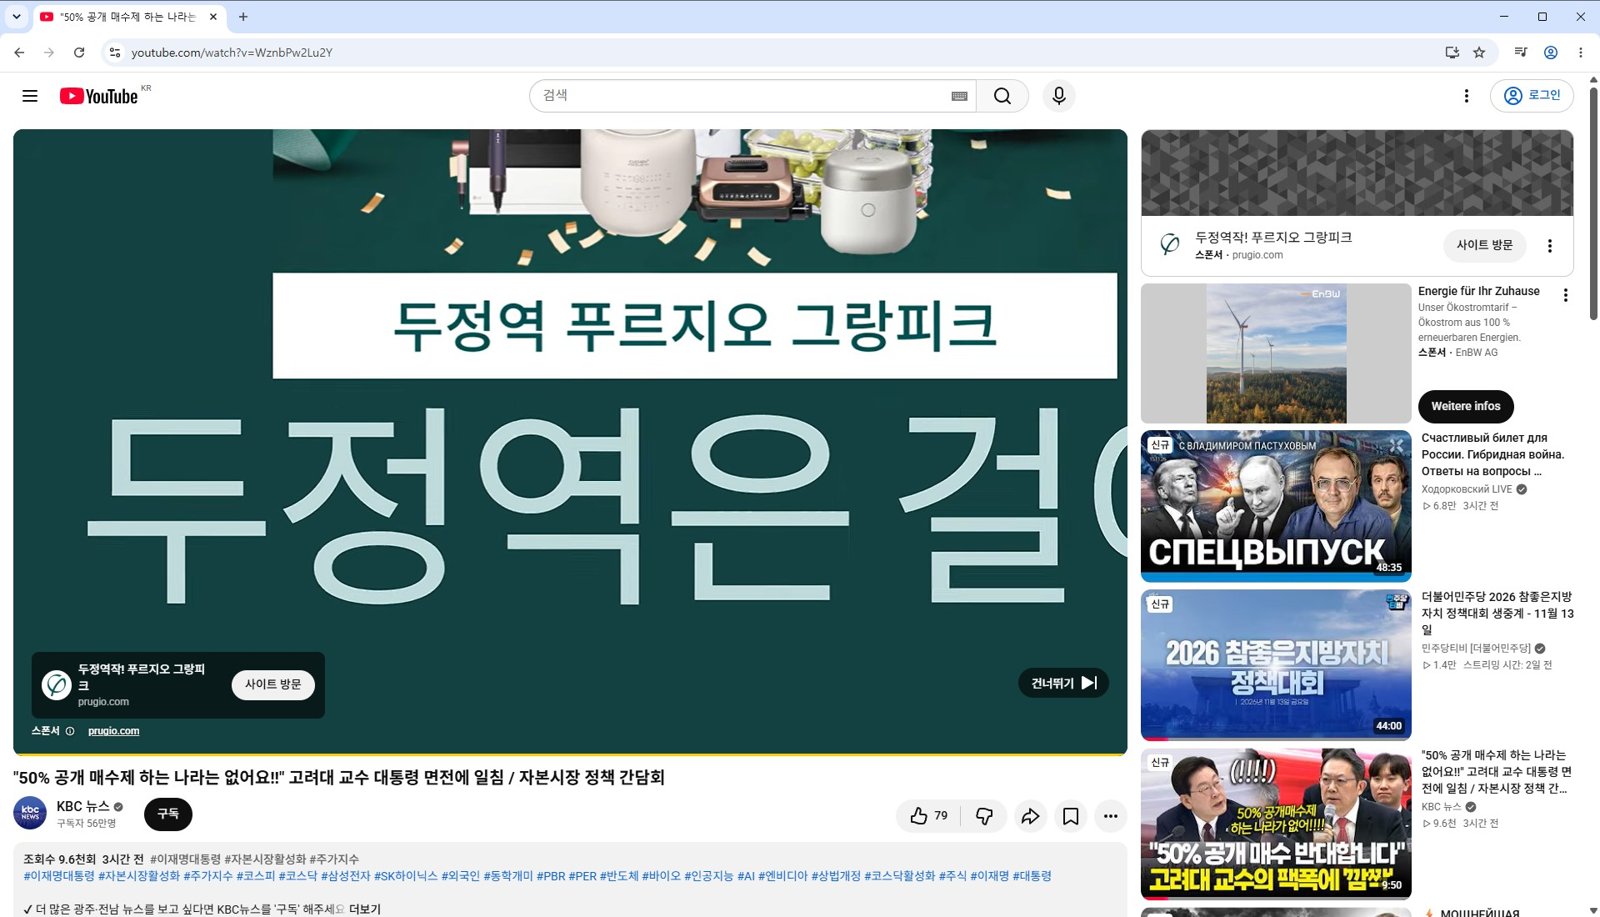 "50% 공개 매수제 하는 나라는
youtube.com/watch?v=WznbPw2Lu2Y
YouTube KR
검색
로그인
두정역 푸르지오 그랑피크
두정역은
두정역작! 푸르지오 그랑피
크
prugio.com
사이트 방문
건너뛰기
스폰서
prugio.com
"50% 공개 매수제 하는 나라는 없어요!!" 고려대 교수 대통령 면전에 일침 / 자본시장 정책 간담회
kbc
NEWS
KBC 뉴스
구독자 56만명
구독
79
조회수 9.6천회 3시간 전 #이재명대통령 #자본시장활성화 #주가지수
#이재명대통령 #자본시장활성화 #주가지수 #코스피 #코스닥 #삼성전자 #SK하이닉스 #외국인 #동학개미 #PBR #PER #반도체 #바이오 #인공지능 #AI #엔비디아 #상법개정 #코스닥활성화 #주식 #이재명 #대통령
✓ 더 많은 광주·전남 뉴스를 보고 싶다면 KBC뉴스를 '구독' 해주세요 더보기
두정역작! 푸르지오 그랑피크
스폰서 · prugio.com
사이트 방문
EnBW
Energie für Ihr Zuhause
Unser Ökostromtarif –
Ökostrom aus 100 %
erneuerbaren Energien.
스폰서 · EnBW AG
Weitere infos
신규
С ВЛАДИМИРОМ ПАСТУХОВЫМ
СПЕЦВЫПУСК
48:35
Счастливый билет для
России. Гибридная война.
Ответы на вопросы ...
Ходорковский LIVE
6.8만 3시간 전
신규
2026 참좋은지방자치
정책대회
2026년 11월 13일 금요일
44:00
더불어민주당 2026 참좋은지방
자치 정책대회 생중계 - 11월 13
일
민주당티비 [더불어민주당]
1.4만 스트리밍 시간: 2일 전
신규
(!!!!)
50% 공개매수제
하는 나라가 없어!!!!
"50% 공개 매수 반대합니다"
고려대 교수의 팩폭에 '깜짝'
9:50
"50% 공개 매수제 하는 나라는
없어요!!" 고려대 교수 대통령 면
전에 일침 / 자본시장 정책 간...
KBC 뉴스
9.6천 3시간 전
МОЩНЕЙШАЯ